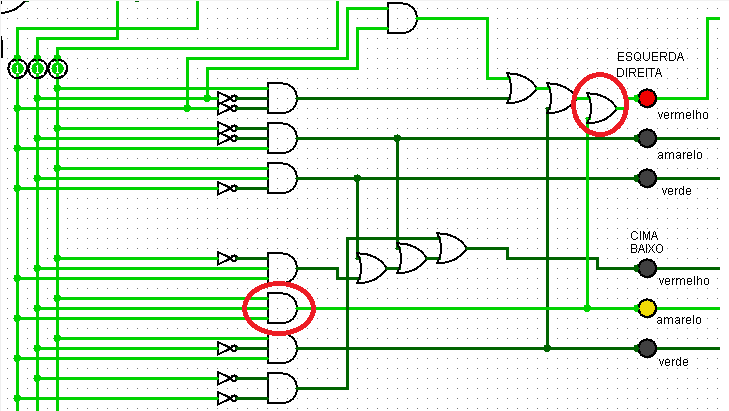 ESQUERDA
DIREITA
vermelho
amarelo
verde
CIMA
BAIXO
vermelho
amarelo
verde